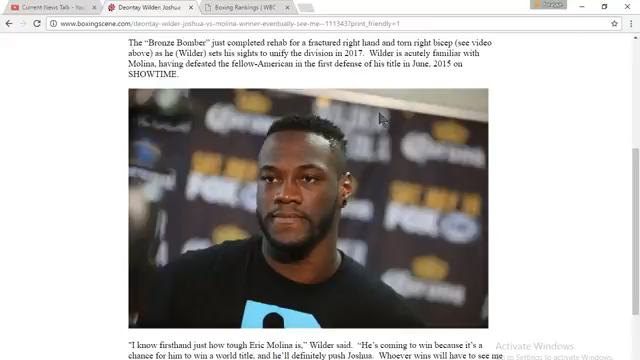 Current News Talk
Deontay Wilder: Joshua
Boxing Rankings | WBC
www.boxingscene.com/deontay-wilder-joshua-vs-molina-winner-eventually-see-me--111343?print_friendly=1
The "Bronze Bomber" just completed rehab for a fractured right hand and torn right bicep (see video
above) as he (Wilder) sets his sights to unify the division in 2017. Wilder is acutely familiar with
Molina, having defeated the fellow-American in the first defense of his title in June, 2015 on
SHOWTIME.
Corona
Corona
FOX
FOX
"I know firsthand just how tough Eric Molina is," Wilder said. "He's coming to win because it's a
chance for him to win a world title, and he'll definitely push Joshua. Whoever wins will have to see me
Activate Windows
Go to Settings to activate Windows.